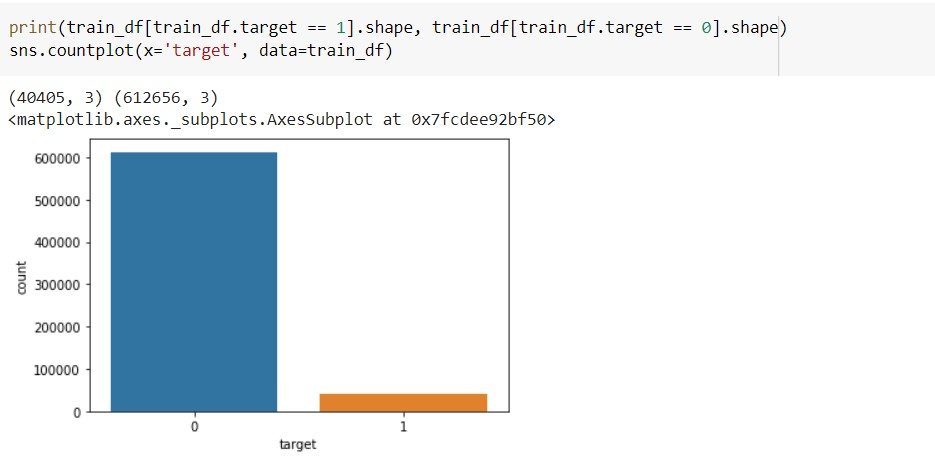 print(train_df[train_df.target == 1].shape, train_df[train_df.target == 0].shape)
sns.countplot(x='target', data=train_df)
(40405, 3) (612656, 3)
<matplotlib.axes._subplots.AxesSubplot at 0x7fcdee92bf50>
600000
500000
400000
300000
200000
100000
0
count
0 1
target